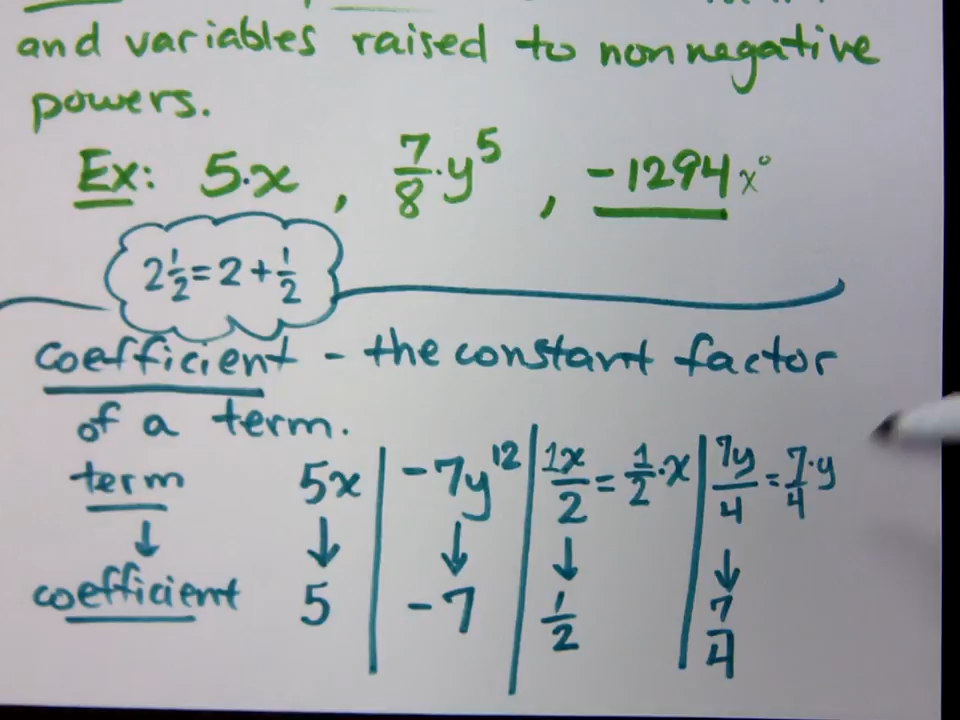 and variables raised to nonnegative
powers.
Ex: 5·x , 7/8·y^5 , -1294x^0
2 1/2 = 2 + 1/2
coefficient - the constant factor
of a term.
term 5x | -7y^12 | 1x/2 = 1/2·x | 7y/4 = 7/4·y
↓ ↓ ↓ ↓ ↓
coefficient 5 | -7 | 1/2 | 7/4